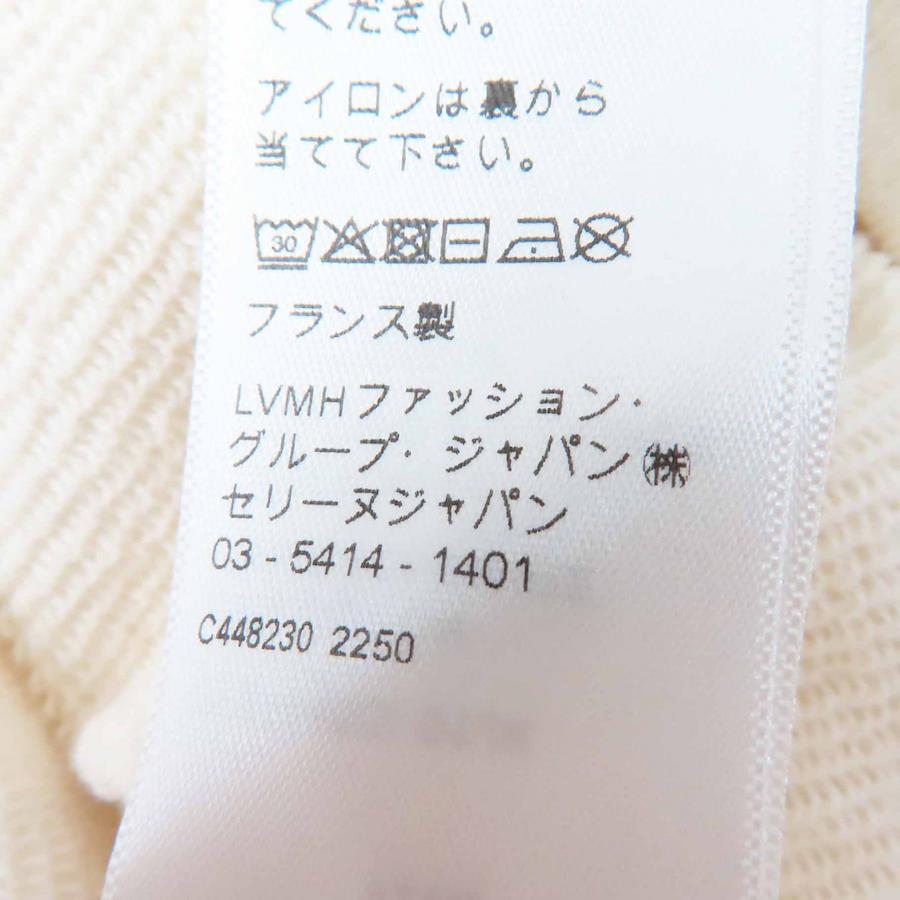 てください。
アイロンは裏から
当てて下さい。
30
フランス製
LVMHファッション・
グループ・ジャパン㈱
セリーヌジャパン
03 - 5414 - 1401
C448230 2250